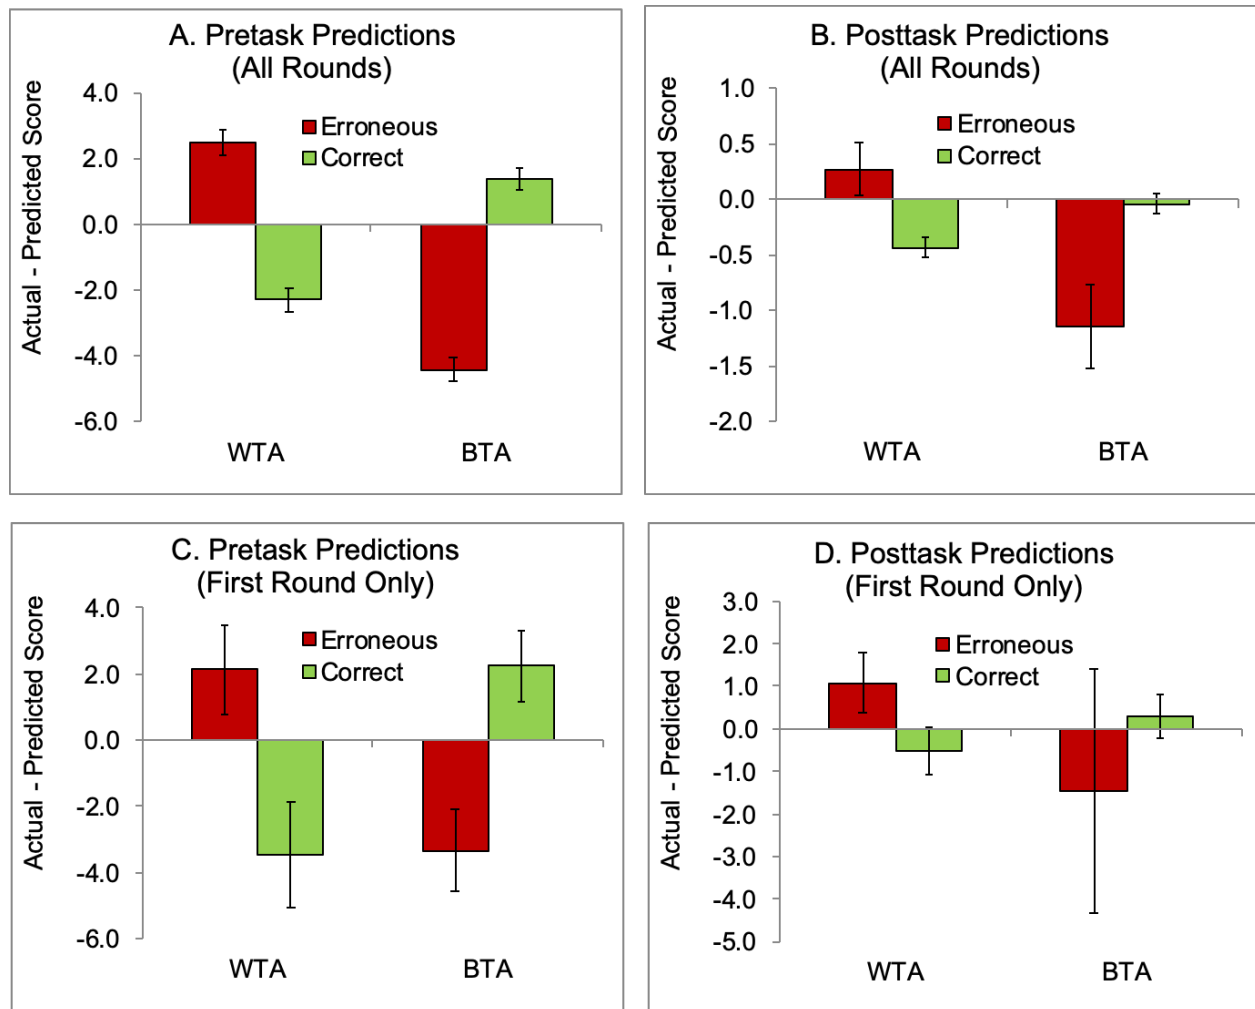 A. Pretask Predictions
(All Rounds)
Actual - Predicted Score
4.0
2.0
0.0
-2.0
-4.0
-6.0
Erroneous
Correct
WTA
BTA
B. Posttask Predictions
(All Rounds)
Actual - Predicted Score
1.0
0.5
0.0
-0.5
-1.0
-1.5
-2.0
Erroneous
Correct
WTA
BTA
C. Pretask Predictions
(First Round Only)
Actual - Predicted Score
4.0
2.0
0.0
-2.0
-4.0
-6.0
Erroneous
Correct
WTA
BTA
D. Posttask Predictions
(First Round Only)
Actual - Predicted Score
3.0
2.0
1.0
0.0
-1.0
-2.0
-3.0
-4.0
-5.0
Erroneous
Correct
WTA
BTA